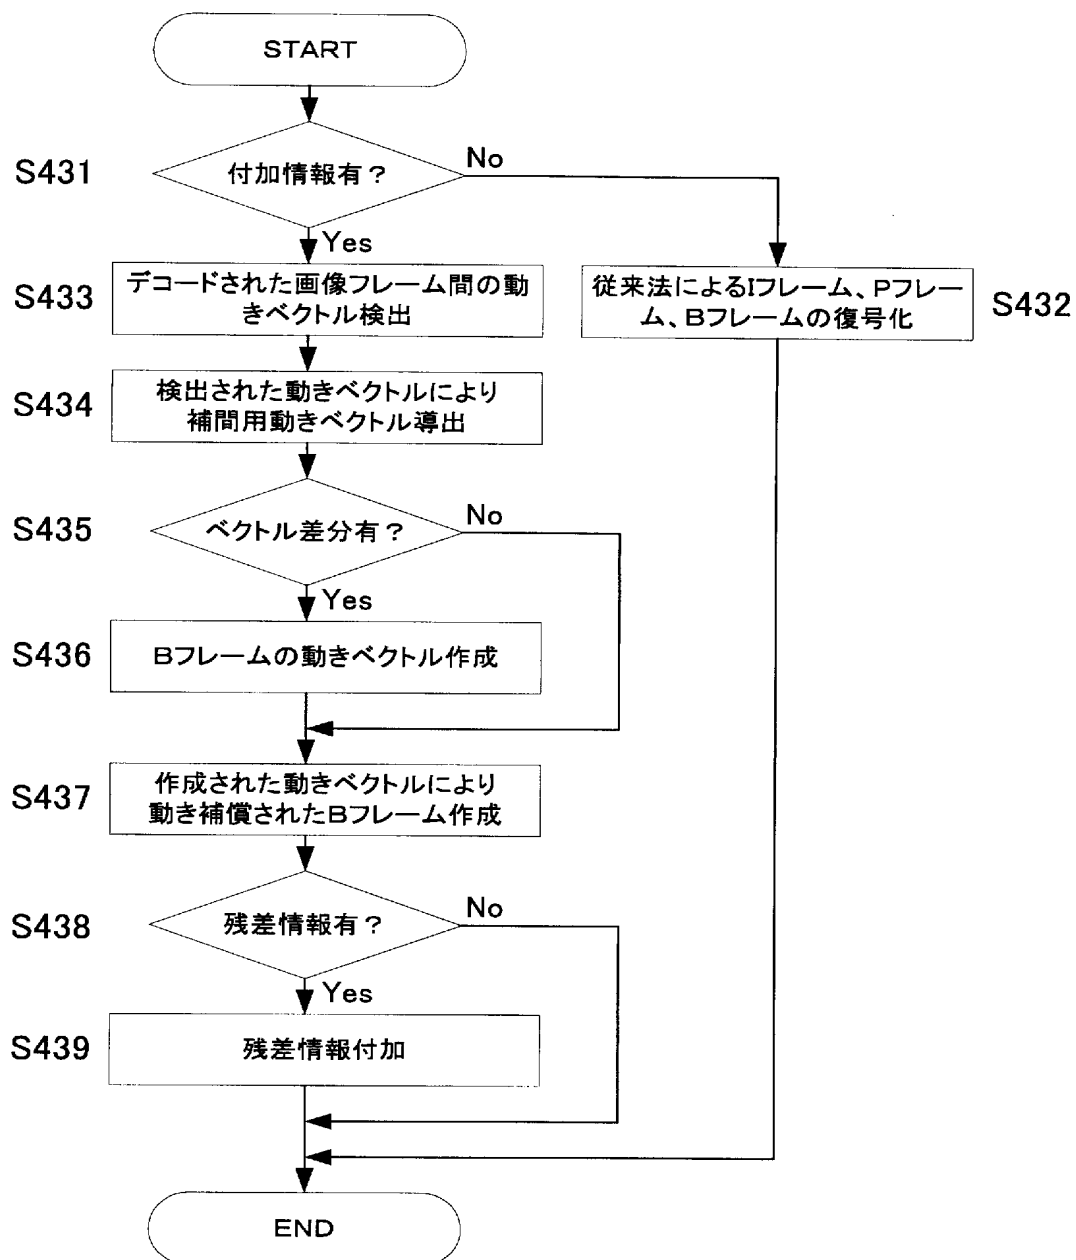 START
S431
付加情報有?
No
Yes
S433
デコードされた画像フレーム間の動
きベクトル検出
従来法によるIフレーム、Pフレー
ム、Bフレームの復号化
S432
S434
検出された動きベクトルにより
補間用動きベクトル導出
S435
ベクトル差分有?
No
Yes
S436
Bフレームの動きベクトル作成
S437
作成された動きベクトルにより
動き補償されたBフレーム作成
S438
残差情報有?
No
Yes
S439
残差情報付加
END